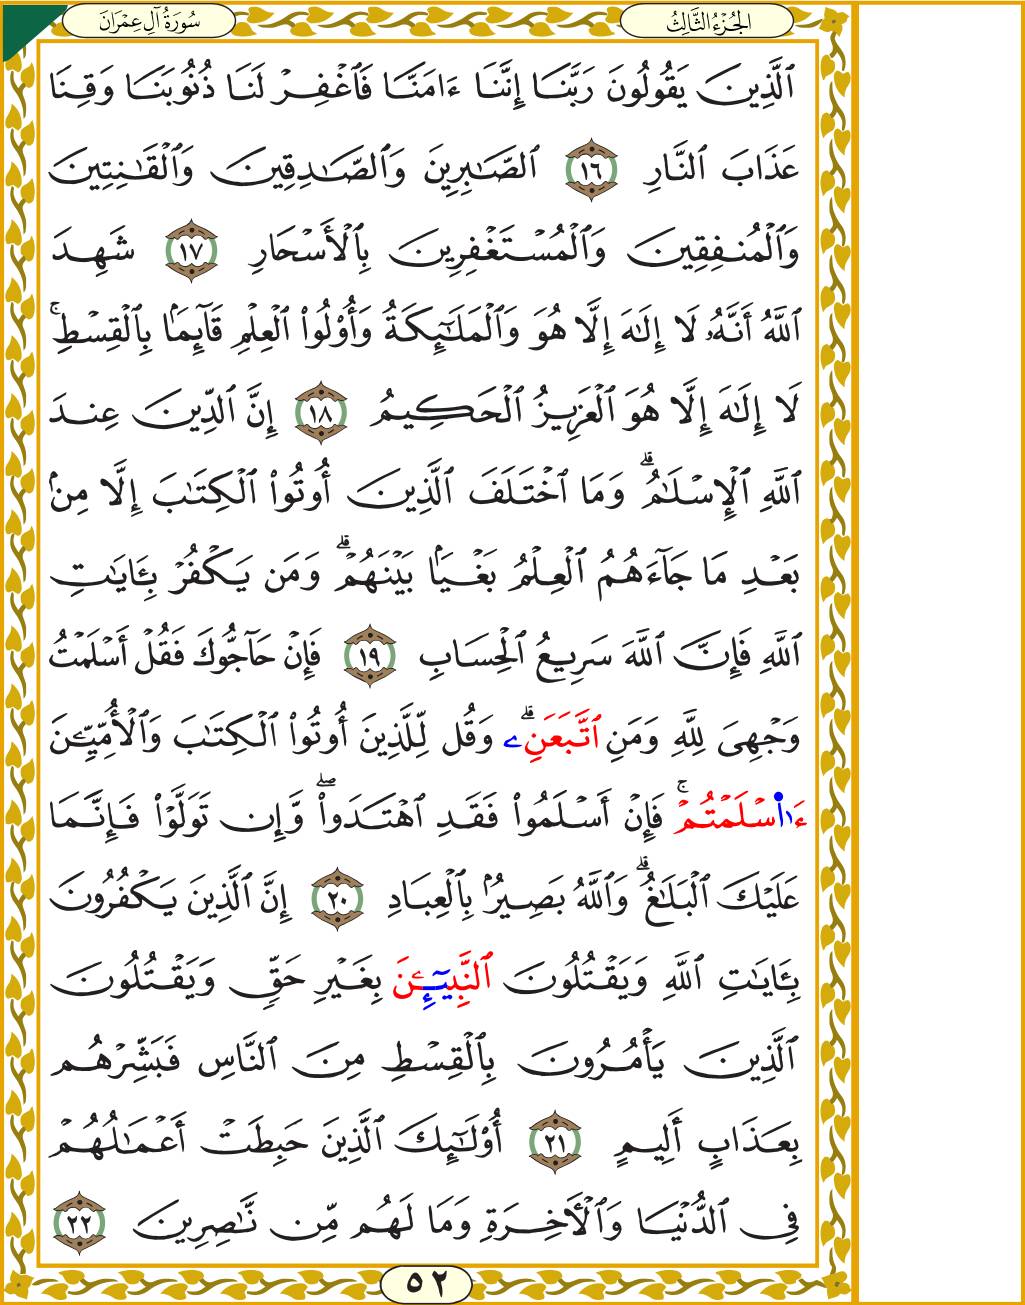 سُورَةُ آلِ عِمْرَان
الجُزْءُ الثَّالِثُ
ٱلَّذِينَ يَقُولُونَ رَبَّنَآ إِنَّنَآ ءَامَنَّا فَٱغْفِرْ لَنَا ذُنُوبَنَا وَقِنَا
عَذَابَ ٱلنَّارِ ١٦ ٱلصَّٰبِرِينَ وَٱلصَّٰدِقِينَ وَٱلْقَٰنِتِينَ
وَٱلْمُنفِقِينَ وَٱلْمُسْتَغْفِرِينَ بِٱلْأَسْحَارِ ١٧ شَهِدَ
ٱللَّهُ أَنَّهُۥ لَآ إِلَٰهَ إِلَّا هُوَ وَٱلْمَلَٰٓئِكَةُ وَأُو۟لُوا۟ ٱلْعِلْمِ قَآئِمَۢا بِٱلْقِسْطِ ۚ
لَآ إِلَٰهَ إِلَّا هُوَ ٱلْعَزِيزُ ٱلْحَكِيمُ ١٨ إِنَّ ٱلدِّينَ عِندَ
ٱللَّهِ ٱلْإِسْلَٰمُ ۗ وَمَا ٱخْتَلَفَ ٱلَّذِينَ أُوتُوا۟ ٱلْكِتَٰبَ إِلَّا مِنۢ
بَعْدِ مَا جَآءَهُمُ ٱلْعِلْمُ بَغْيَۢا بَيْنَهُمْ ۗ وَمَن يَكْفُرْ بِـَٔايَٰتِ
ٱللَّهِ فَإِنَّ ٱللَّهَ سَرِيعُ ٱلْحِسَابِ ١٩ فَإِنْ حَآجُّوكَ فَقُلْ أَسْلَمْتُ
وَجْهِىَ لِلَّهِ وَمَنِ ٱتَّبَعَنِۦ ۗ وَقُل لِّلَّذِينَ أُوتُوا۟ ٱلْكِتَٰبَ وَٱلْأُمِّيِّـۧنَ
ءَا۬سْلَمْتُمْ ۚ فَإِنْ أَسْلَمُوا۟ فَقَدِ ٱهْتَدَوا۟ ۖ وَّإِن تَوَلَّوْا۟ فَإِنَّمَا
عَلَيْكَ ٱلْبَلَٰغُ ۗ وَٱللَّهُ بَصِيرُۢ بِٱلْعِبَادِ ٢٠ إِنَّ ٱلَّذِينَ يَكْفُرُونَ
بِـَٔايَٰتِ ٱللَّهِ وَيَقْتُلُونَ ٱلنَّبِيٓـِٔـۧنَ بِغَيْرِ حَقٍّ وَيَقْتُلُونَ
ٱلَّذِينَ يَأْمُرُونَ بِٱلْقِسْطِ مِنَ ٱلنَّاسِ فَبَشِّرْهُم
بِعَذَابٍ أَلِيمٍ ٢١ أُو۟لَٰٓئِكَ ٱلَّذِينَ حَبِطَتْ أَعْمَٰلُهُمْ
فِى ٱلدُّنْيَا وَٱلْأَخِرَةِ وَمَا لَهُم مِّن نَّٰصِرِينَ ٢٢
٥٢